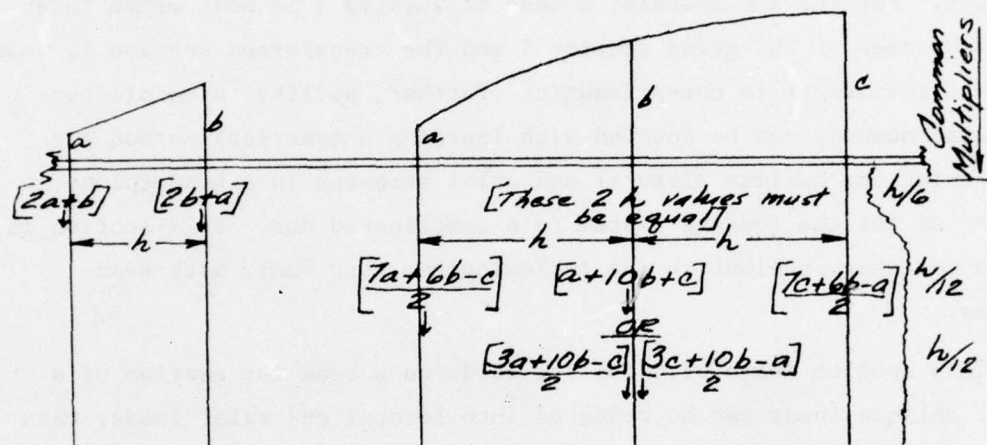 a
b
a
b
c
Common
Multipliers
[2a+b]
[2b+a]
[These 2 h values must
be equal]
h/6
h
h
h
[7a+6b-c]
2
[a+10b+c]
[7c+6b-a]
2
h/12
OR
[3a+10b-c]
2
[3c+10b-a]
2
h/12